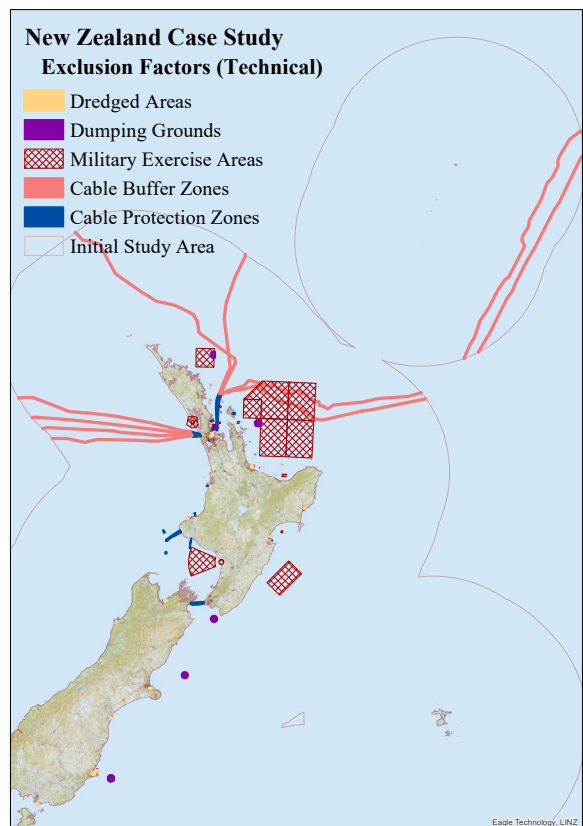 New Zealand Case Study
Exclusion Factors (Technical)
Dredged Areas
Dumping Grounds
Military Exercise Areas
Cable Buffer Zones
Cable Protection Zones
Initial Study Area
Eagle Technology, LINZ